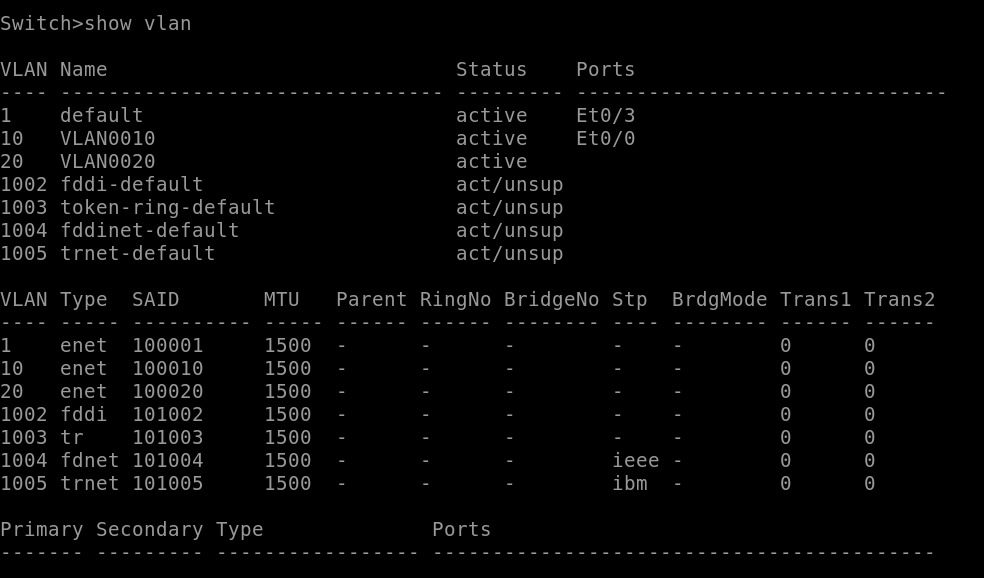 Switch>show vlan
VLAN Name                             Status    Ports
---- -------------------------------- --------- -------------------------------
1    default                          active    Et0/3
10   VLAN0010                         active    Et0/0
20   VLAN0020                         active
1002 fddi-default                     act/unsup
1003 token-ring-default               act/unsup
1004 fddinet-default                  act/unsup
1005 trnet-default                    act/unsup
VLAN Type  SAID       MTU   Parent RingNo BridgeNo Stp  BrdgMode Trans1 Trans2
---- ----- ---------- ----- ------ ------ -------- ---- -------- ------ ------
1    enet  100001     1500  -      -      -        -    -        0      0
10   enet  100010     1500  -      -      -        -    -        0      0
20   enet  100020     1500  -      -      -        -    -        0      0
1002 fddi  101002     1500  -      -      -        -    -        0      0
1003 tr    101003     1500  -      -      -        -    -        0      0
1004 fdnet 101004     1500  -      -      -        ieee -        0      0
1005 trnet 101005     1500  -      -      -        ibm  -        0      0
Primary Secondary Type              Ports
------- --------- ----------------- ------------------------------------------